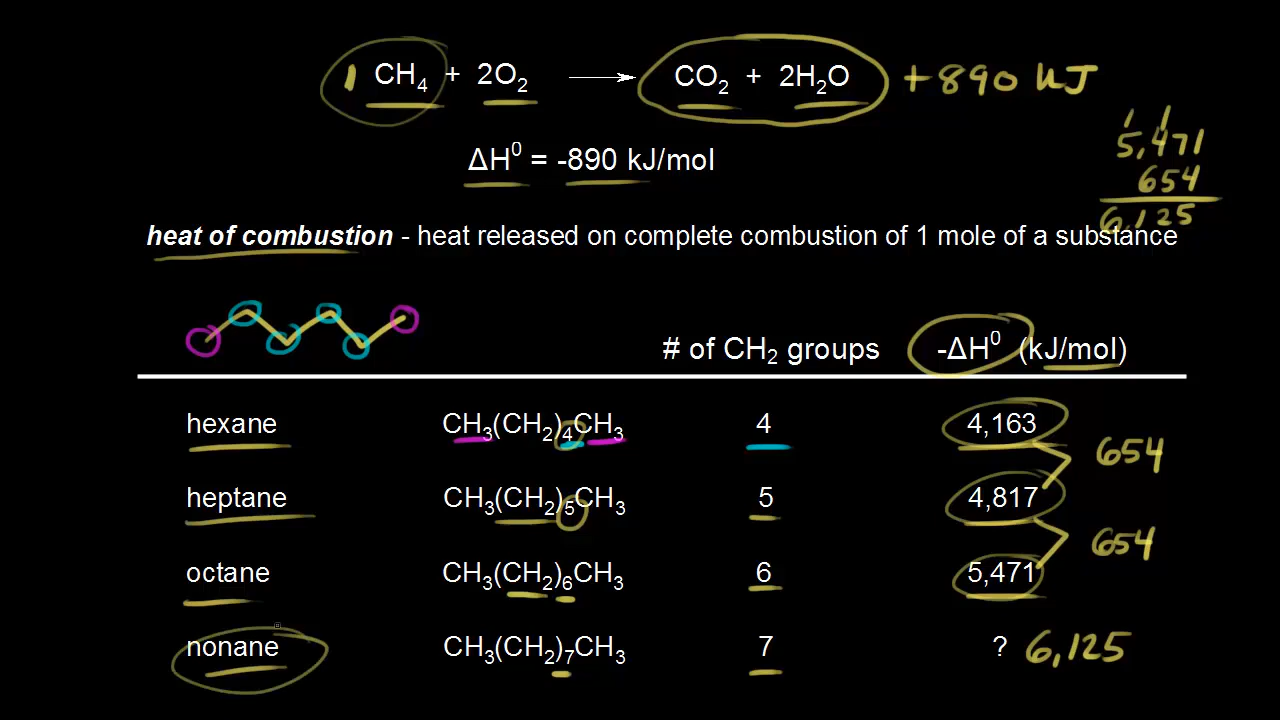 1 CH₄ + 2O₂ → CO₂ + 2H₂O + 890 kJ
ΔH⁰ = -890 kJ/mol
5,471
654
6,125
1 1
heat of combustion - heat released on complete combustion of 1 mole of a substance
# of CH₂ groups -ΔH⁰ (kJ/mol)
hexane CH₃(CH₂)₄CH₃ 4 4,163
654
heptane CH₃(CH₂)₅CH₃ 5 4,817
654
octane CH₃(CH₂)₆CH₃ 6 5,471
nonane CH₃(CH₂)₇CH₃ 7 ? 6,125